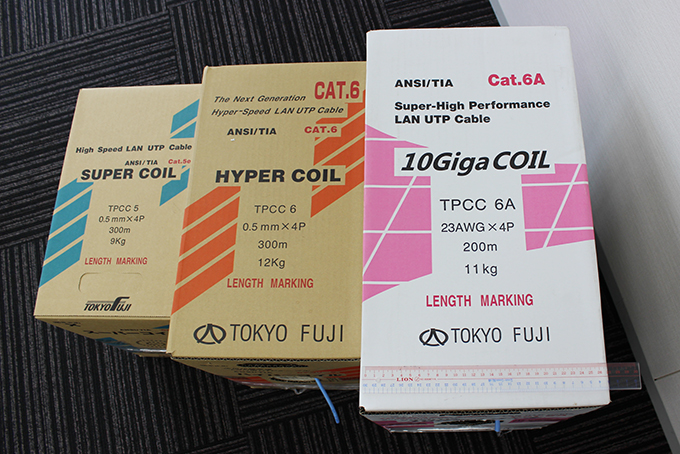 High Speed LAN UTP Cable
ANSI/TIA Cat.5e
SUPER COIL
TPCC 5
0.5 mm×4P
300m
9Kg
LENGTH MARKING
TOKYO FUJI
The Next Generation CAT.6
Hyper-Speed LAN UTP Cable
ANSI/TIA CAT.6
HYPER COIL
TPCC 6
0.5 mm×4P
300m
12Kg
LENGTH MARKING
TOKYO FUJI
ANSI/TIA Cat.6A
Super-High Performance
LAN UTP Cable
10Giga COIL
TPCC 6A
23AWG×4P
200m
11kg
LENGTH MARKING
TOKYO FUJI
LION